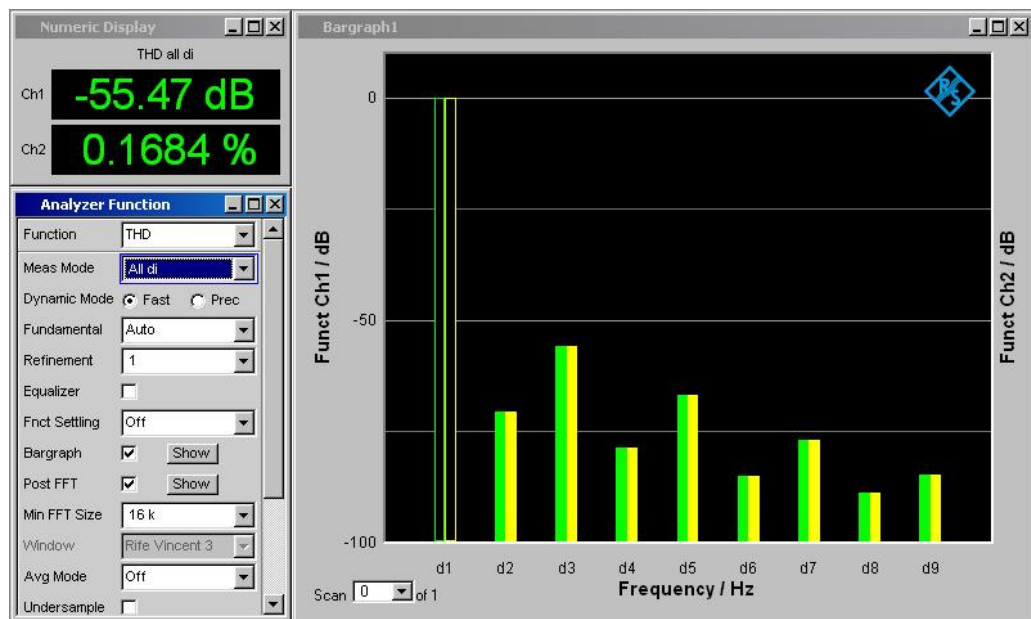 Numeric Display
THD all di
Ch1 -55.47 dB
Ch2 0.1684 %
Analyzer Function
Function THD
Meas Mode All di
Dynamic Mode Fast Prec
Fundamental Auto
Refinement 1
Equalizer
Fnct Settling Off
Bargraph Show
Post FFT Show
Min FFT Size 16 k
Window Rife Vincent 3
Avg Mode Off
Undersample
Bargraph1
0
-50
-100
Funct Ch1 / dB
Funct Ch2 / dB
d1 d2 d3 d4 d5 d6 d7 d8 d9
Frequency / Hz
Scan 0 of 1